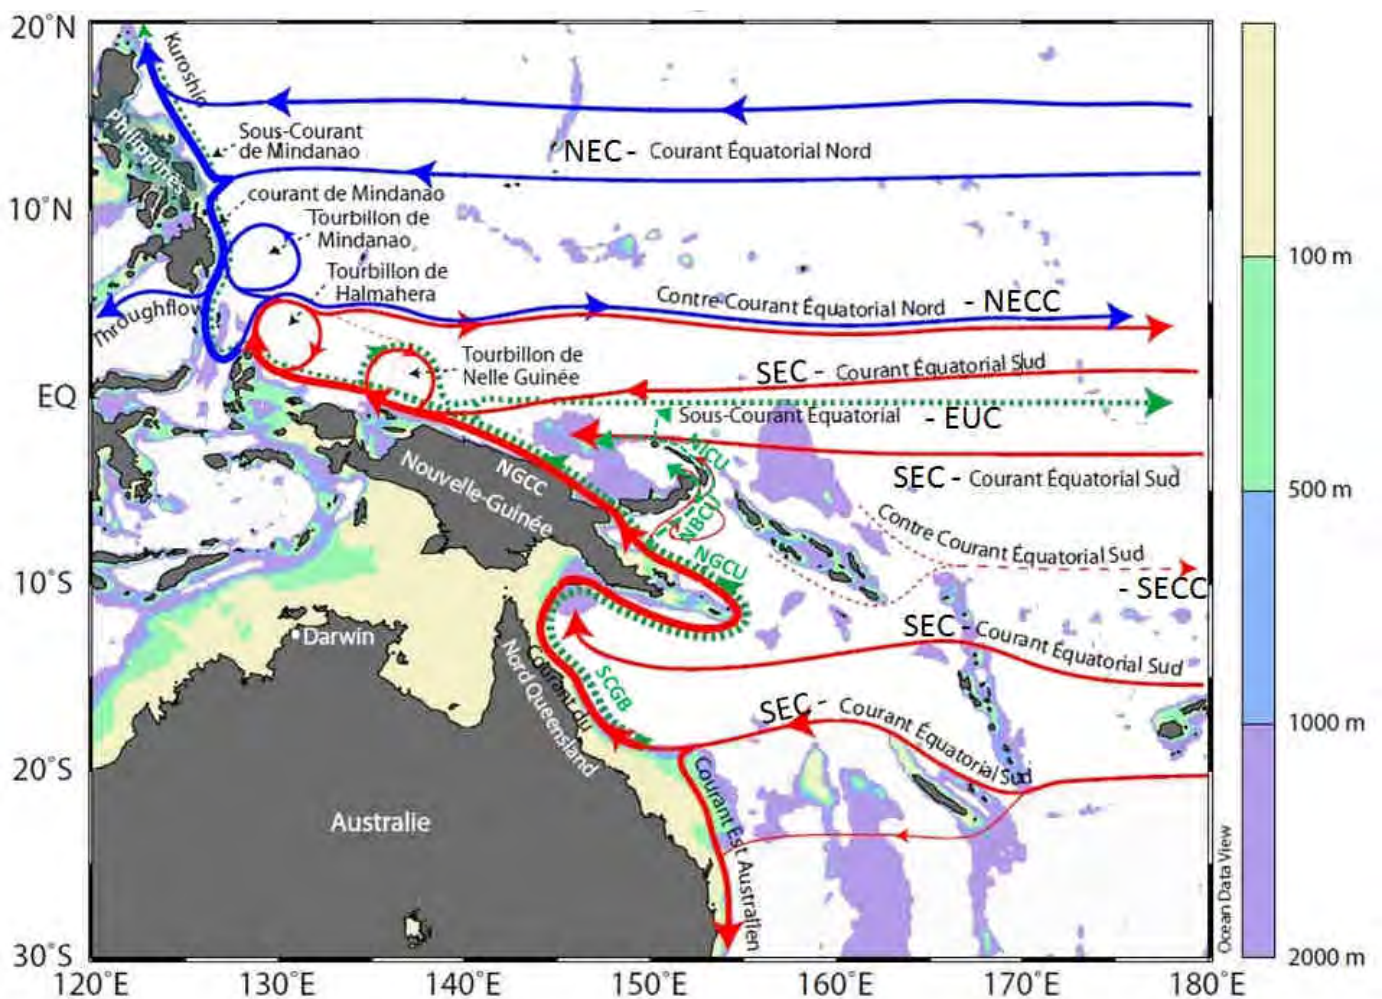 20˚N
10˚N
EQ
10˚S
20˚S
30˚S
120˚E
130˚E
140˚E
150˚E
160˚E
170˚E
180˚E
Kuroshio
Philippines
Sous-Courant
de Mindanao
NEC - Courant Équatorial Nord
courant de Mindanao
Tourbillon de
Mindanao
Tourbillon de
Halmahera
Throughflow
Contre Courant Équatorial Nord - NECC
Tourbillon de
Nelle Guinée
SEC - Courant Équatorial Sud
Sous-Courant Équatorial - EUC
SEC - Courant Équatorial Sud
NICU
NBCU
NGCC
Nouvelle-Guinée
NGCU
Contre Courant Équatorial Sud
- SECC
SEC - Courant Équatorial Sud
SEC - Courant Équatorial Sud
Darwin
SCGB
Courant du
Nord Queensland
Courant Est Australien
Australie
Ocean Data View
100 m
500 m
1000 m
2000 m